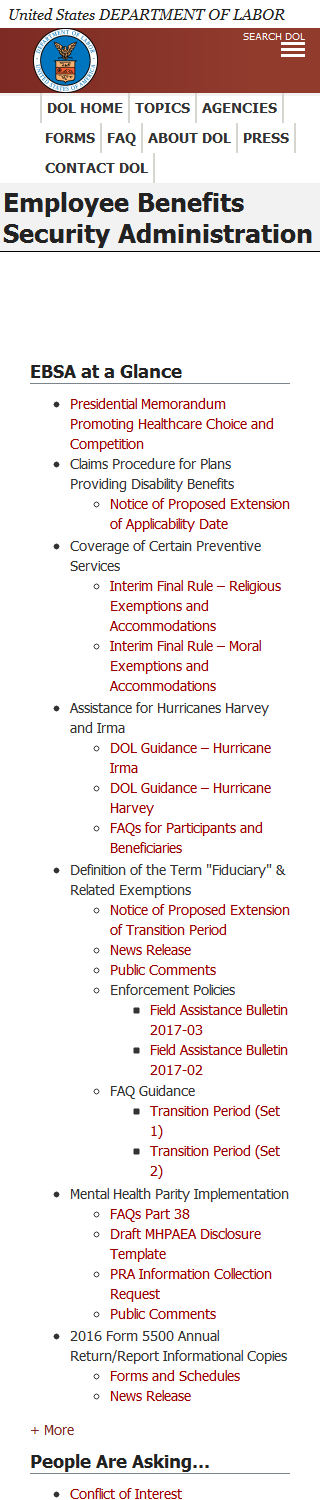 United States DEPARTMENT OF LABOR
SEARCH DOL
DOL HOME TOPICS AGENCIES
FORMS FAQ ABOUT DOL PRESS
CONTACT DOL
Employee Benefits
Security Administration
EBSA at a Glance
Presidential Memorandum
Promoting Healthcare Choice and
Competition
Claims Procedure for Plans
Providing Disability Benefits
Notice of Proposed Extension
of Applicability Date
Coverage of Certain Preventive
Services
Interim Final Rule – Religious
Exemptions and
Accommodations
Interim Final Rule – Moral
Exemptions and
Accommodations
Assistance for Hurricanes Harvey
and Irma
DOL Guidance – Hurricane
Irma
DOL Guidance – Hurricane
Harvey
FAQs for Participants and
Beneficiaries
Definition of the Term "Fiduciary" &
Related Exemptions
Notice of Proposed Extension
of Transition Period
News Release
Public Comments
Enforcement Policies
Field Assistance Bulletin
2017-03
Field Assistance Bulletin
2017-02
FAQ Guidance
Transition Period (Set
1)
Transition Period (Set
2)
Mental Health Parity Implementation
FAQs Part 38
Draft MHPAEA Disclosure
Template
PRA Information Collection
Request
Public Comments
2016 Form 5500 Annual
Return/Report Informational Copies
Forms and Schedules
News Release
+ More
People Are Asking...
Conflict of Interest